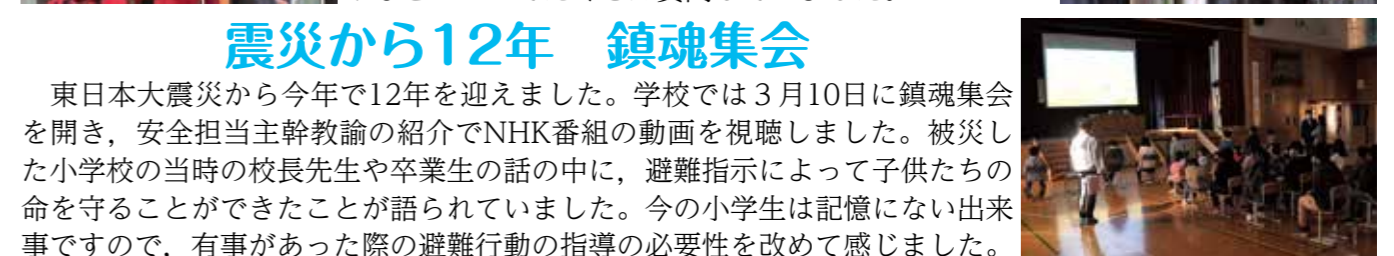 震災から12年　鎮魂集会
東日本大震災から今年で12年を迎えました。学校では３月10日に鎮魂集会
を開き，安全担当主幹教諭の紹介でNHK番組の動画を視聴しました。被災し
た小学校の当時の校長先生や卒業生の話の中に，避難指示によって子供たちの
命を守ることができたことが語られていました。今の小学生は記憶にない出来
事ですので，有事があった際の避難行動の指導の必要性を改めて感じました。